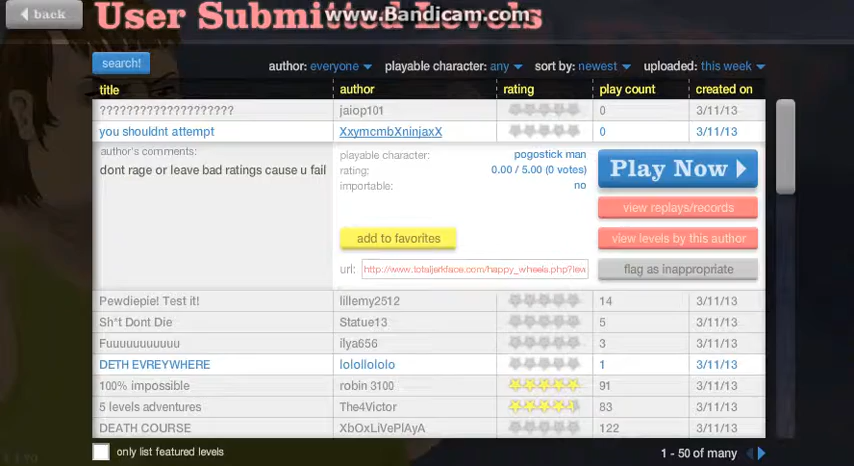 back
User Submitted Levels
www.Bandicam.com
search!
author: everyone
playable character: any
sort by: newest
uploaded: this week
title author rating play count created on
???????????????????? jaiop101 0 3/11/13
you shouldnt attempt XxymcmbXninjaxX 0 3/11/13
author's comments:
dont rage or leave bad ratings cause u fail
playable character: pogostick man
rating: 0.00 / 5.00 (0 votes)
importable: no
add to favorites
url: http://www.totaljerkface.com/happy_wheels.php?lev
Play Now
view replays/records
view levels by this author
flag as inappropriate
Pewdiepie! Test it! lillemy2512 14 3/11/13
Sh*t Dont Die Statue13 5 3/11/13
Fuuuuuuuuuu ilya656 3 3/11/13
DETH EVREYWHERE lolollololo 1 3/11/13
100% impossible robin 3100 91 3/11/13
5 levels adventures The4Victor 83 3/11/13
DEATH COURSE XbOxLiVePlAyA 122 3/11/13
only list featured levels
1 - 50 of many